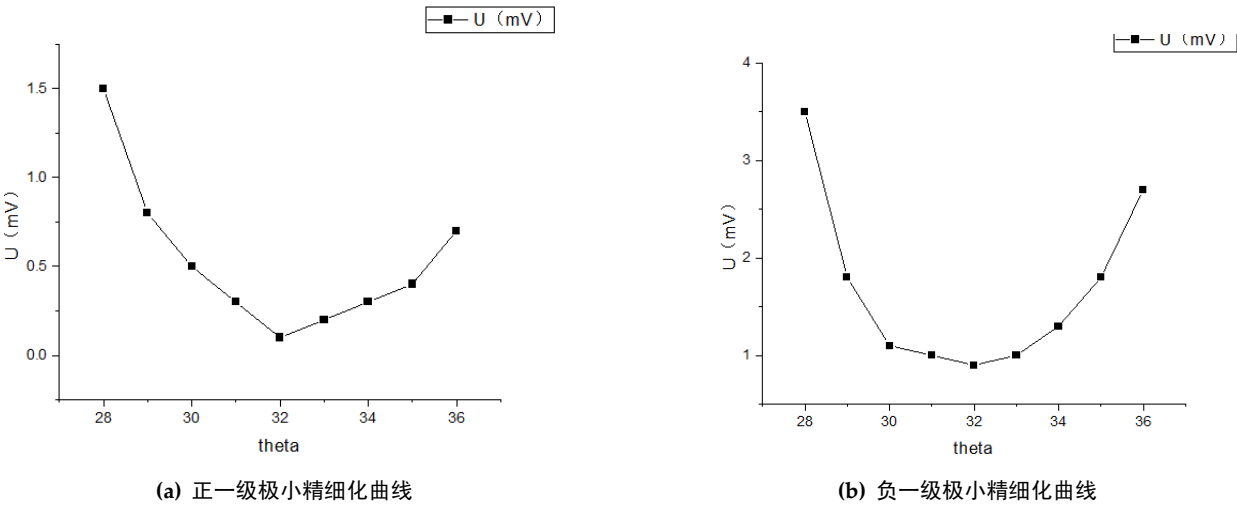 U（mV）
1.5
1.0
0.5
0.0
U（mV）
28 30 32 34 36
theta
(a) 正一级极小精细化曲线
U（mV）
4
3
2
1
U（mV）
28 30 32 34 36
theta
(b) 负一级极小精细化曲线